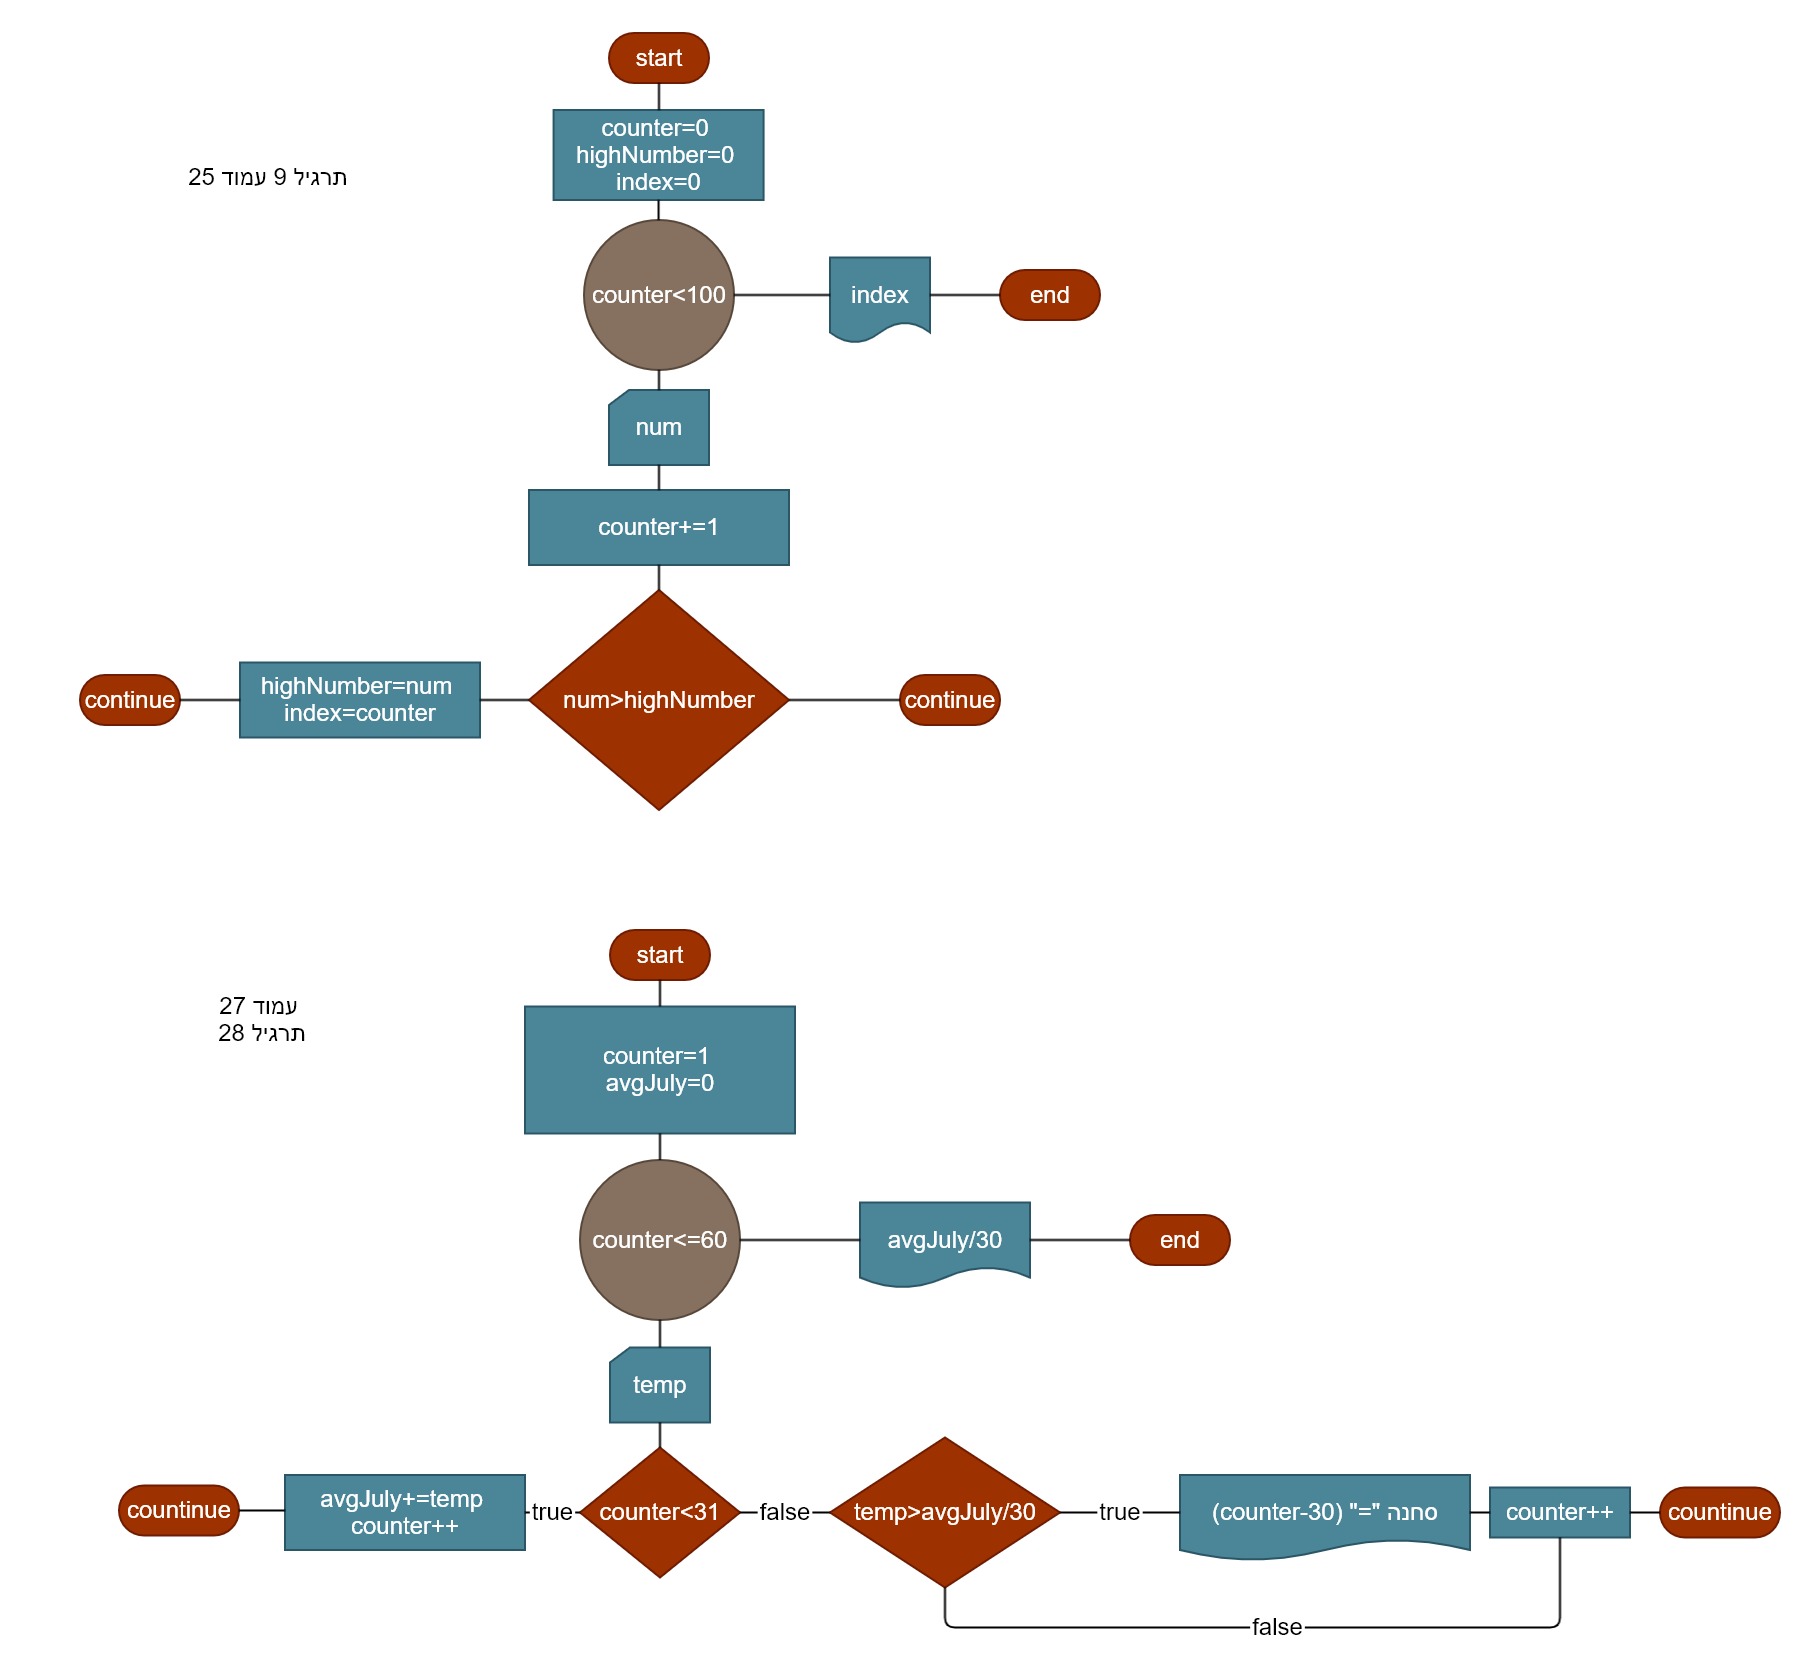 start
counter=0
highNumber=0
index=0
תרגיל 9 עמוד 25
counter<100
index
end
num
counter+=1
continue
highNumber=num
index=counter
num>highNumber
continue
start
עמוד 27
תרגיל 28
counter=1
avgJuly=0
counter<=60
avgJuly/30
end
temp
countinue
avgJuly+=temp
counter++
true
counter<31
false
temp>avgJuly/30
true
(counter-30) "=" סחנה
counter++
countinue
false